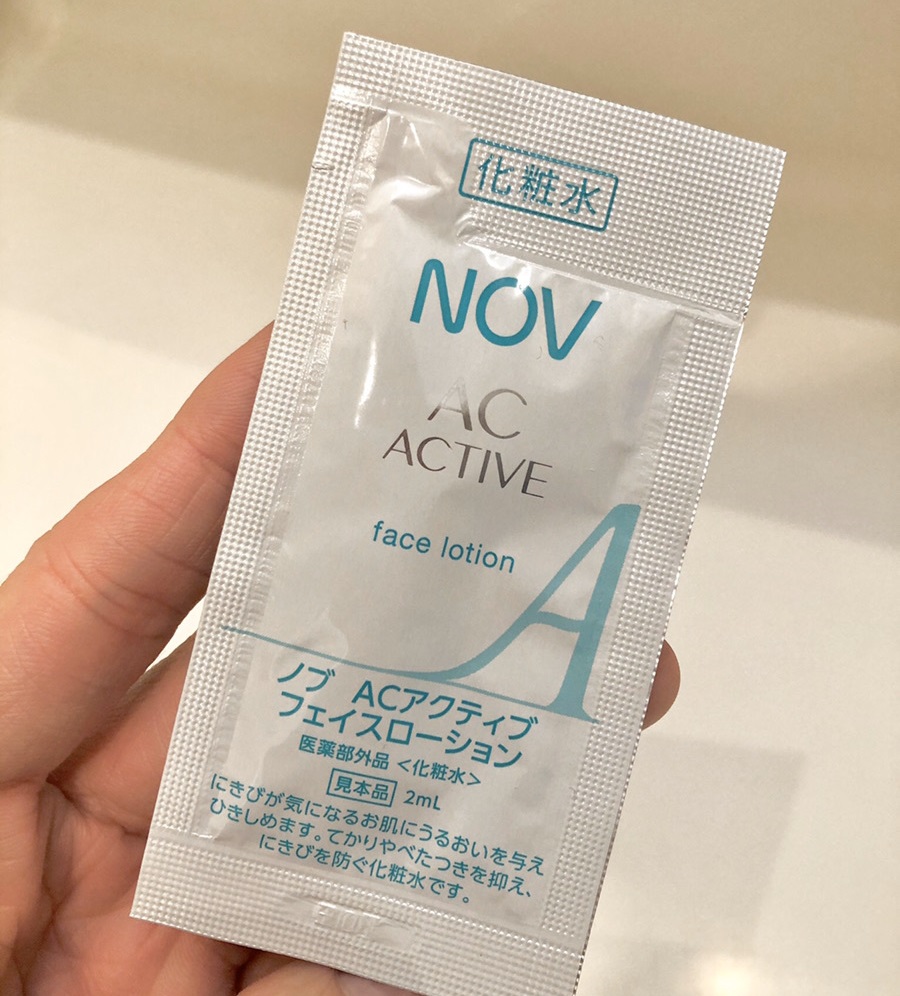 化粧水
NOV
AC
ACTIVE
face lotion
A
ノブ ACアクティブ
フェイスローション
医薬部外品 <化粧水>
見本品 2mL
にきびが気になるお肌にうるおいを与え
ひきしめます。てかりやべたつきを抑え、
にきびを防ぐ化粧水です。